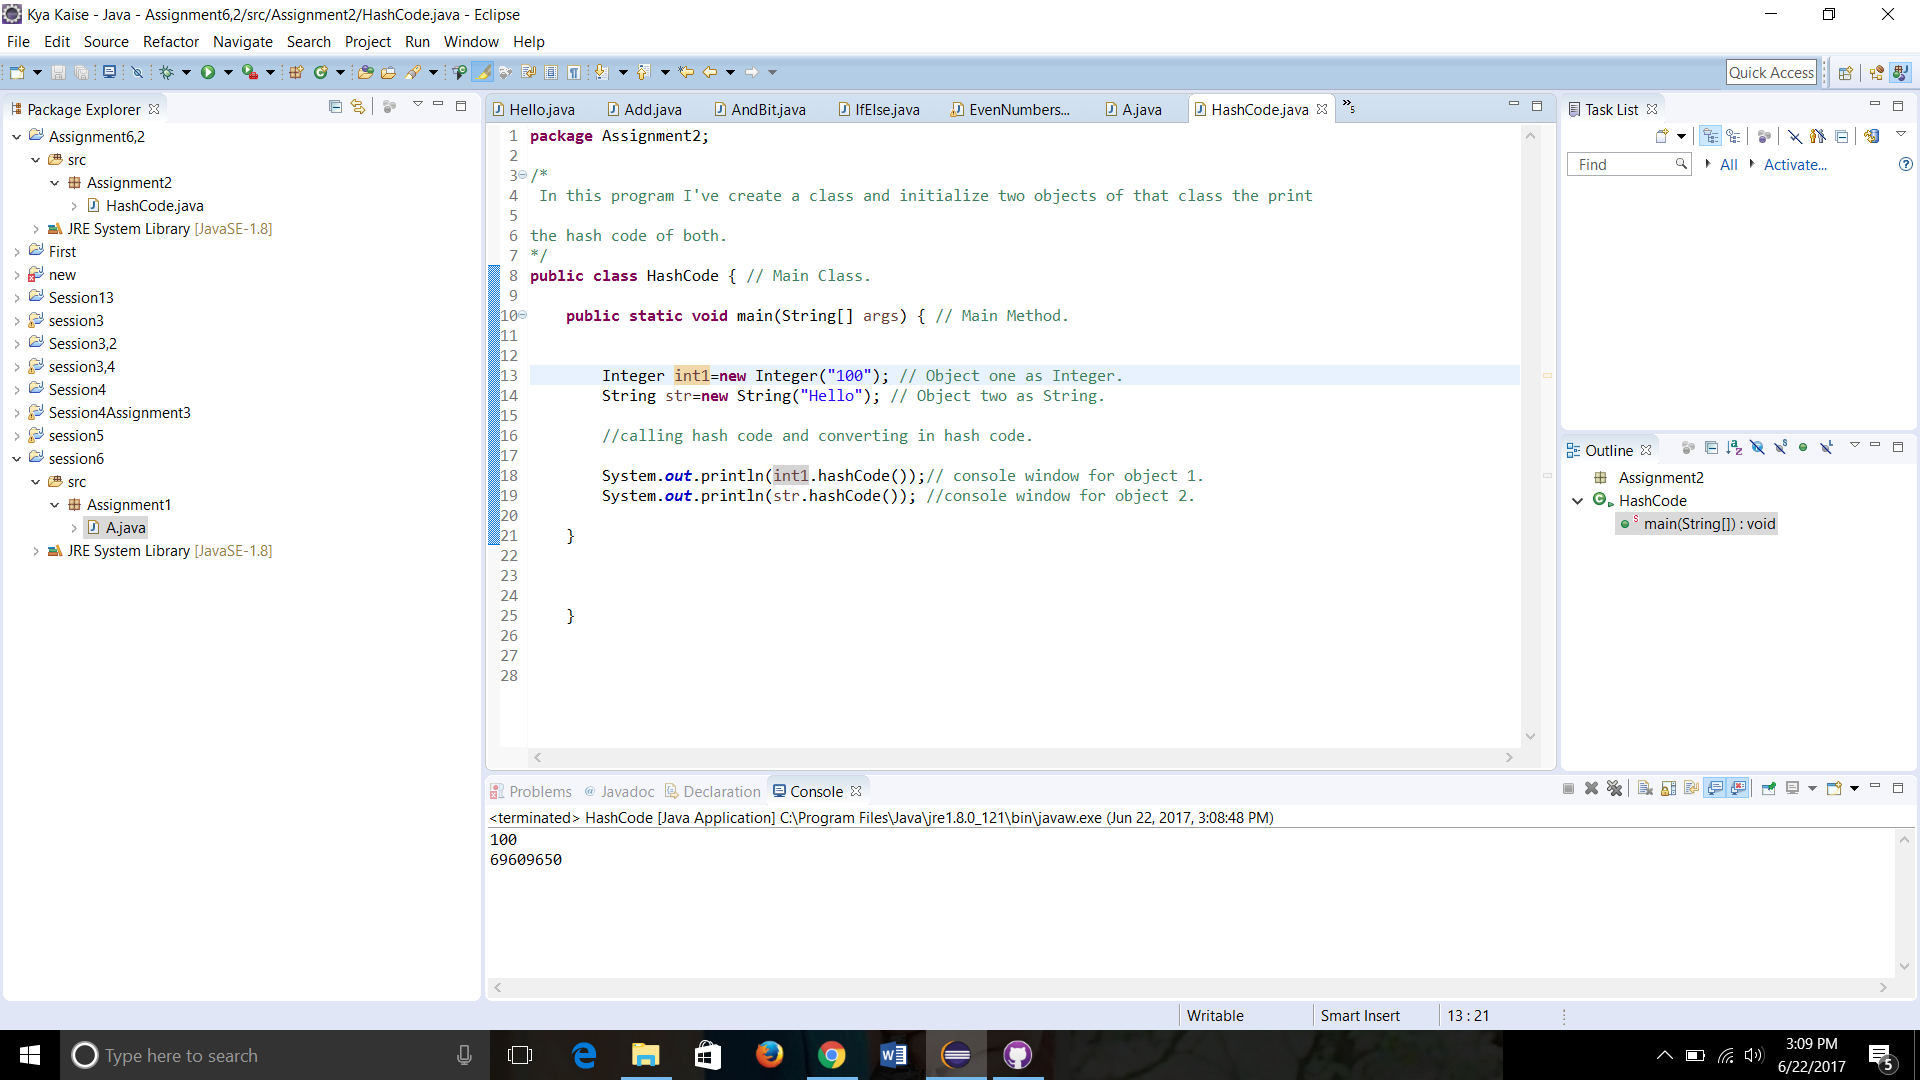 Kya Kaise - Java - Assignment6,2/src/Assignment2/HashCode.java - Eclipse
File Edit Source Refactor Navigate Search Project Run Window Help
Quick Access
Package Explorer
Assignment6,2
src
Assignment2
HashCode.java
JRE System Library [JavaSE-1.8]
First
new
Session13
session3
Session3,2
session3,4
Session4
Session4Assignment3
session5
session6
src
Assignment1
A.java
JRE System Library [JavaSE-1.8]
Hello.java Add.java AndBit.java IfElse.java EvenNumbers... A.java HashCode.java »5
1 package Assignment2;
2
3 /*
4 In this program I've create a class and initialize two objects of that class the print
5
6 the hash code of both.
7 */
8 public class HashCode { // Main Class.
9
10 public static void main(String[] args) { // Main Method.
11
12
13 Integer int1=new Integer("100"); // Object one as Integer.
14 String str=new String("Hello"); // Object two as String.
15
16 //calling hash code and converting in hash code.
17
18 System.out.println(int1.hashCode());// console window for object 1.
19 System.out.println(str.hashCode()); //console window for object 2.
20
21 }
22
23
24
25 }
26
27
28
Task List
Find All Activate...
Outline
Assignment2
HashCode
main(String[]) : void
Problems @ Javadoc Declaration Console
<terminated> HashCode [Java Application] C:\Program Files\Java\jre1.8.0_121\bin\javaw.exe (Jun 22, 2017, 3:08:48 PM)
100
69609650
Writable Smart Insert 13 : 21
Type here to search
3:09 PM
6/22/2017
5